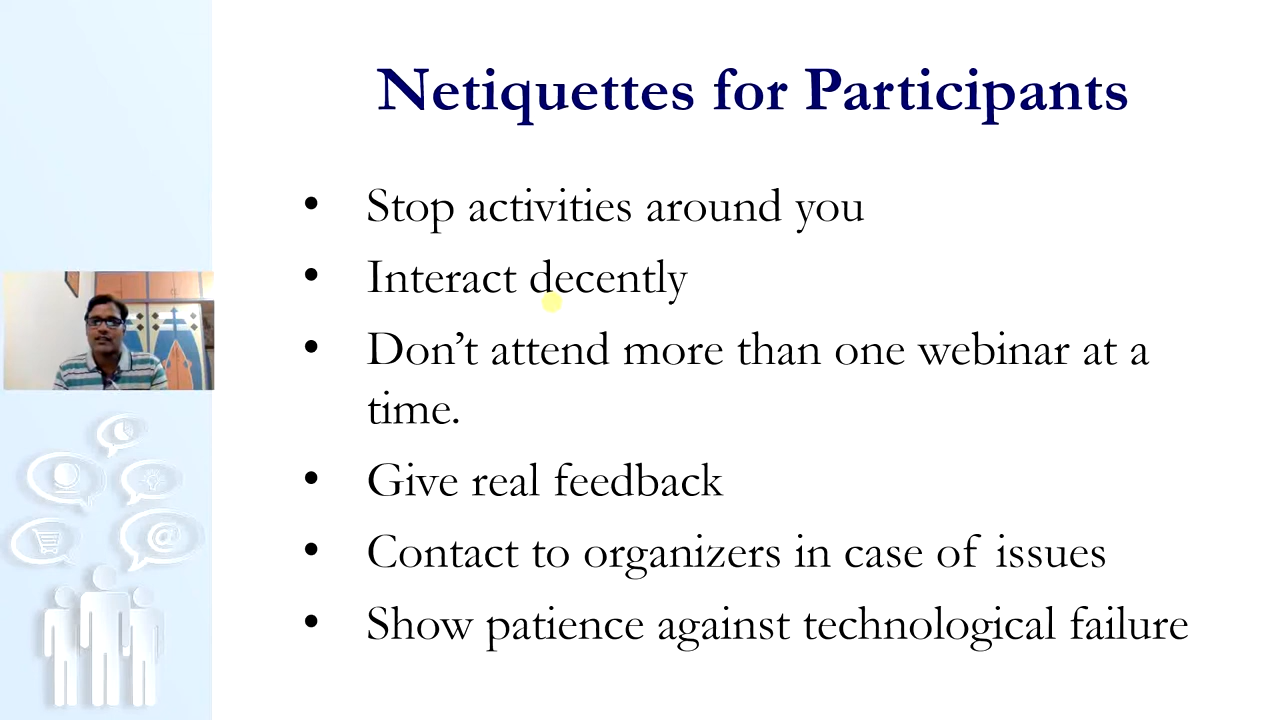 Netiquettes for Participants
• Stop activities around you
• Interact decently
• Don’t attend more than one webinar at a
time.
• Give real feedback
• Contact to organizers in case of issues
• Show patience against technological failure
@